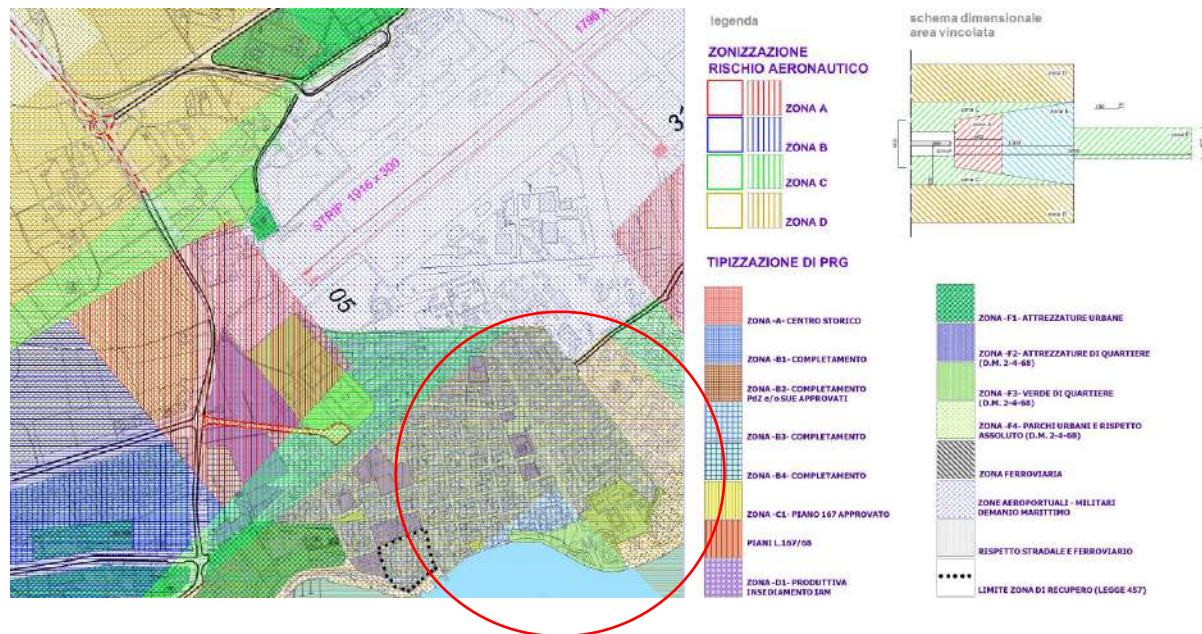 1796 x
STRIP 1916 x 300
05
legenda
ZONIZZAZIONE
RISCHIO AERONAUTICO
ZONA A
ZONA B
ZONA C
ZONA D
schema dimensionale
area vincolata
TIPIZZAZIONE DI PRG
ZONA -A- CENTRO STORICO
ZONA -B1- COMPLETAMENTO
ZONA -B2- COMPLETAMENTO
PdZ e/o SUE APPROVATI
ZONA -B3- COMPLETAMENTO
ZONA -B4- COMPLETAMENTO
ZONA -C1- PIANO 167 APPROVATO
PIANI L.167/68
ZONA -D1- PRODUTTIVA
INSEDIAMENTO IAM
ZONA -F1- ATTREZZATURE URBANE
ZONA -F2- ATTREZZATURE DI QUARTIERE
(D.M. 2-4-68)
ZONA -F3- VERDE DI QUARTIERE
(D.M. 2-4-68)
ZONA -F4- PARCHI URBANI E RISPETTO
ASSOLUTO (D.M. 2-4-68)
ZONA FERROVIARIA
ZONE AEROPORTUALI - MILITARI
DEMANIO MARITTIMO
RISPETTO STRADALE E FERROVIARIO
LIMITE ZONA DI RECUPERO (LEGGE 457)